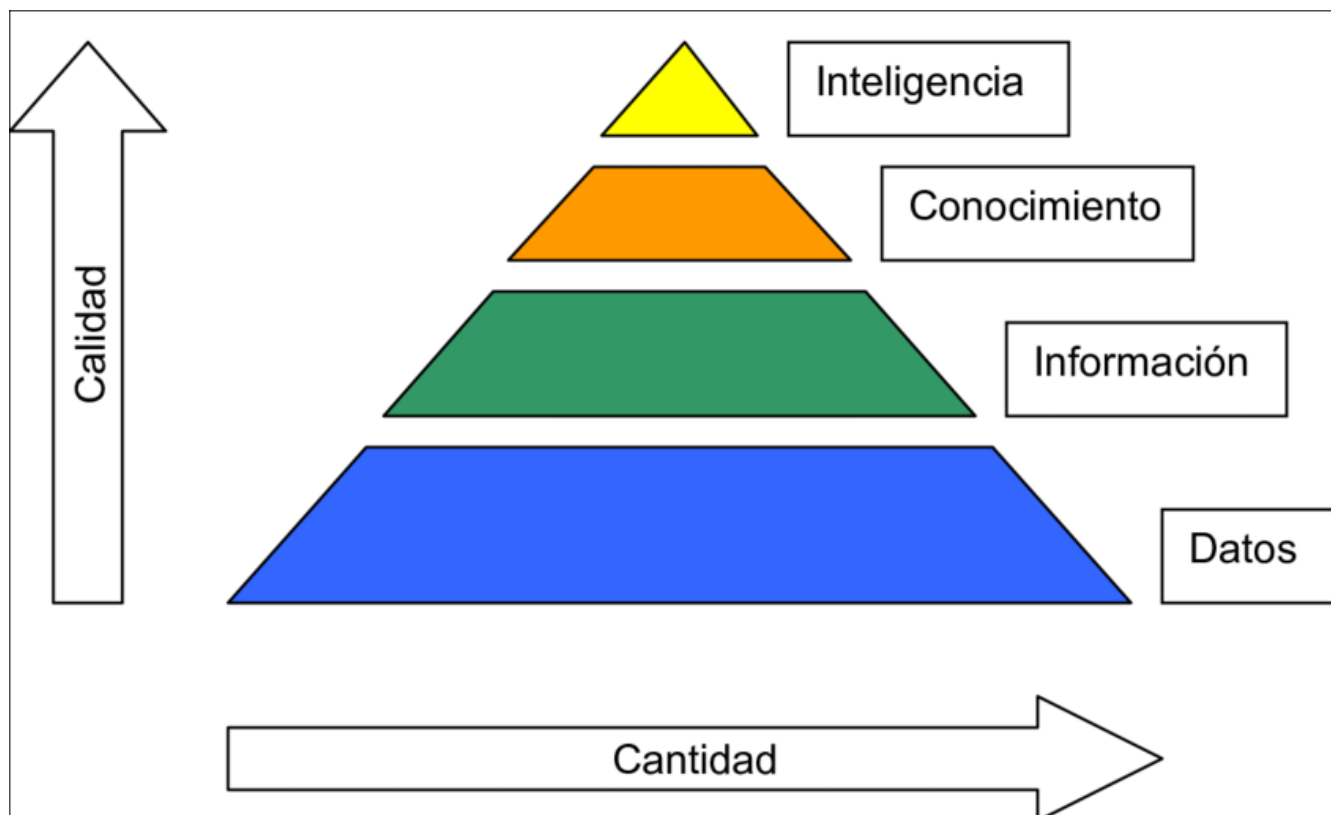 Inteligencia
Conocimiento
Calidad
Información
Datos
Cantidad